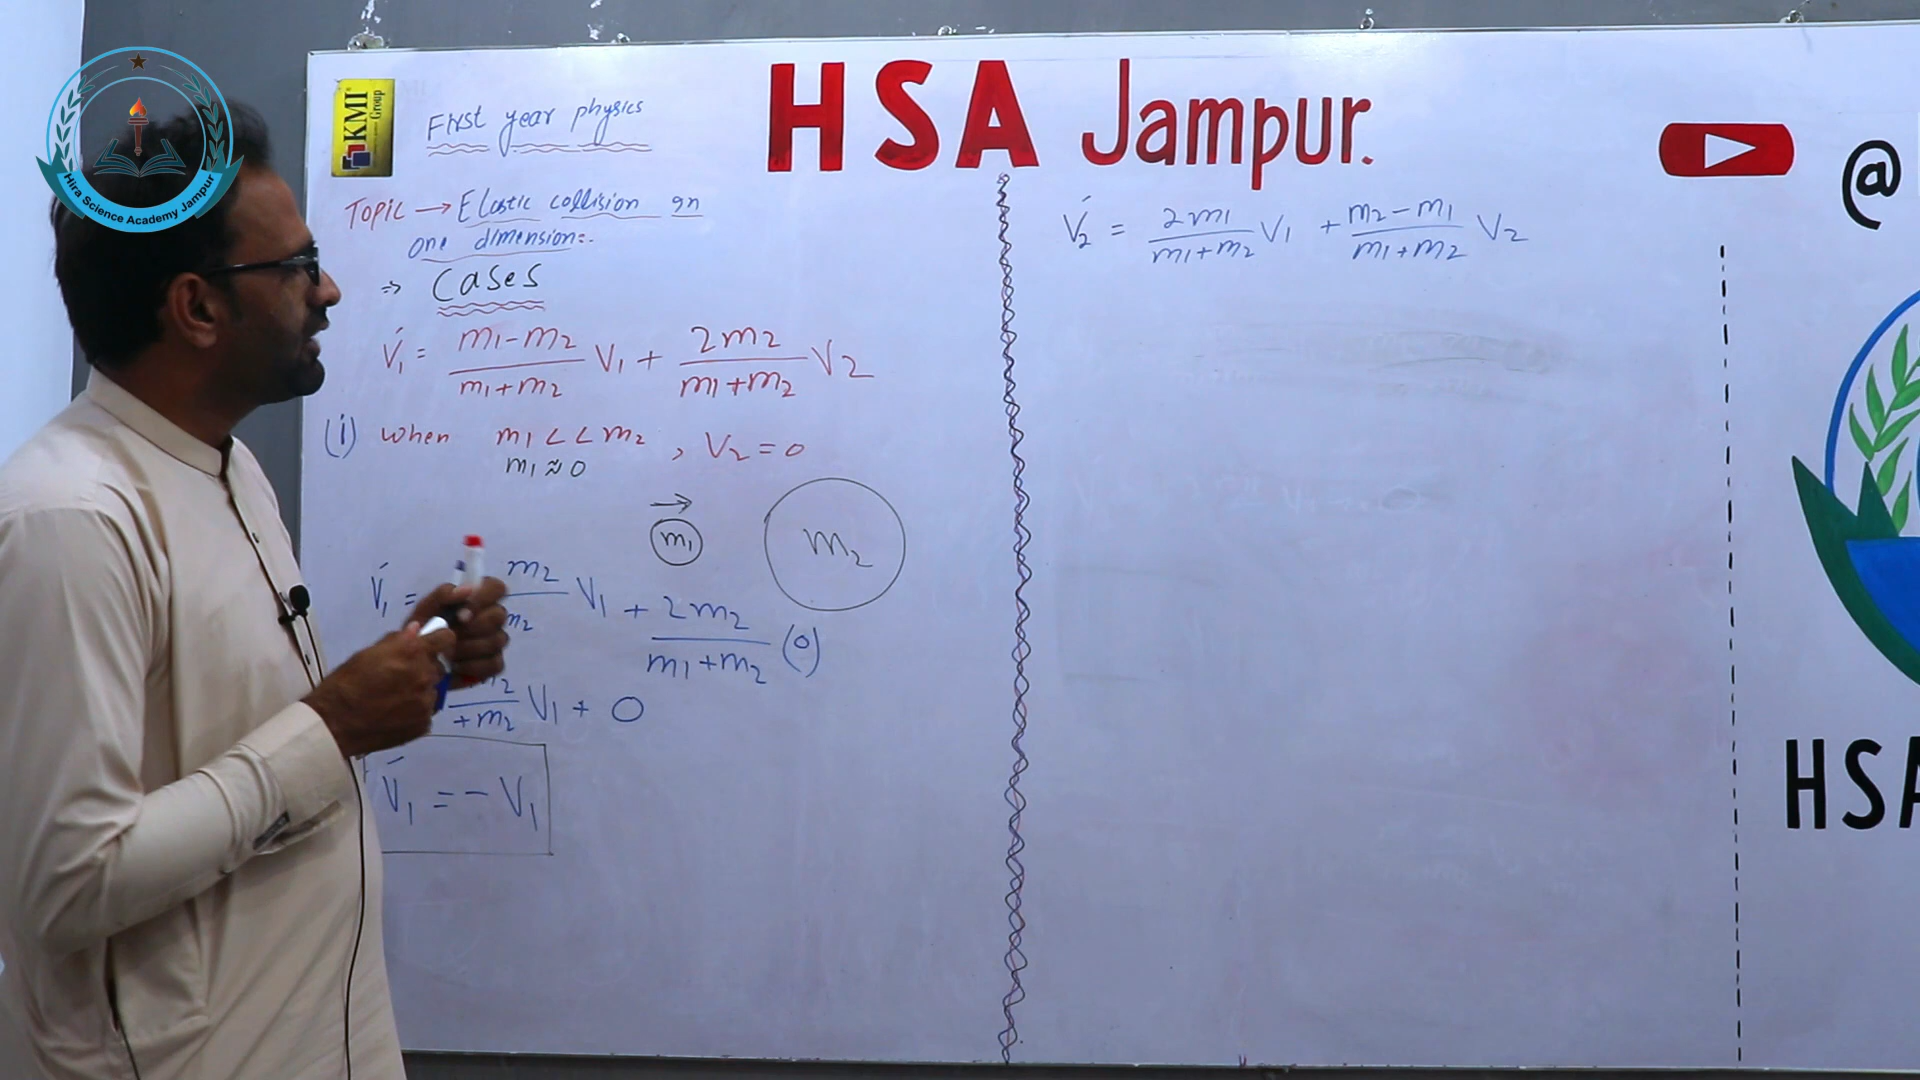 Hira Science Academy Jampur
KMI
Group
HSA Jampur.
@
First year physics
Topic → Elastic collision in
one dimension:-
⇒ Cases
V́₁ = (m₁-m₂)/(m₁+m₂) V₁ + 2m₂/(m₁+m₂) V₂
(i) when m₁ << m₂ , V₂ = 0
m₁ ≈ 0
m₁
m₂
V́₁ = m₂/m₂ V₁ + 2m₂/(m₁+m₂) (0)
m₂/+m₂ V₁ + 0
V́₁ = - V₁
V́₂ = 2m₁/(m₁+m₂) V₁ + (m₂-m₁)/(m₁+m₂) V₂
HSA